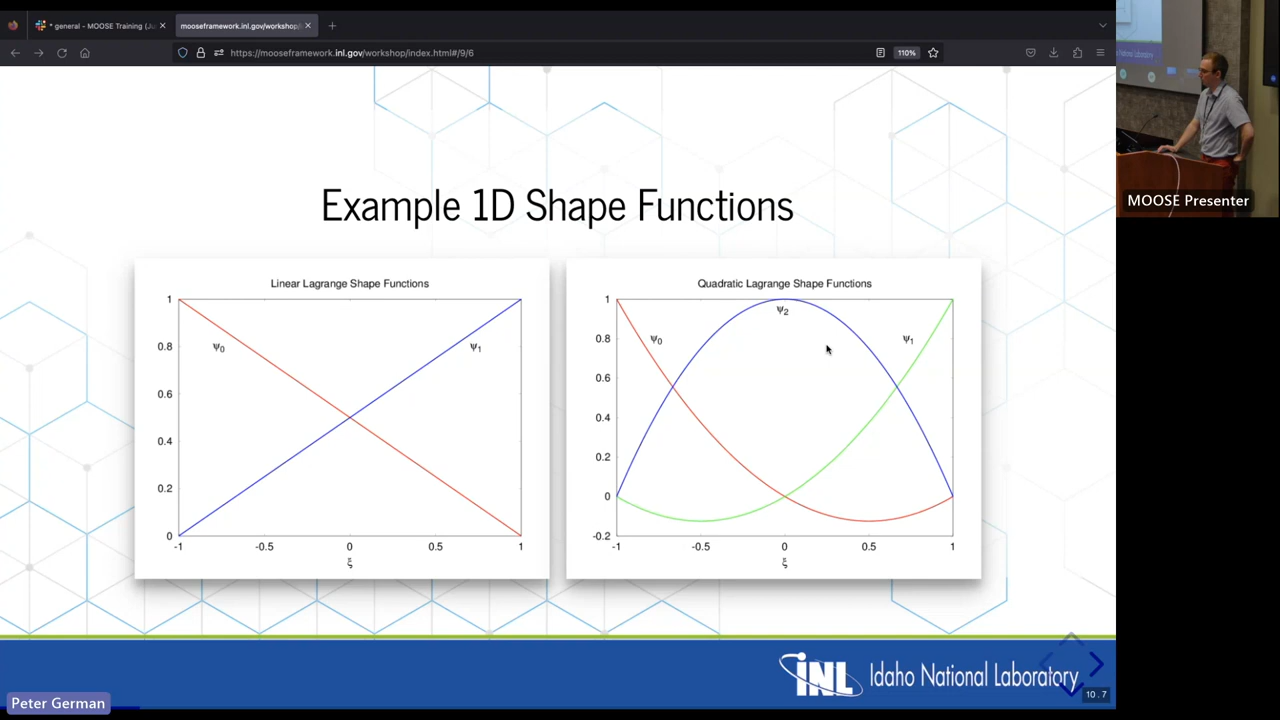 * general - MOOSE Training (Ju
mooseframework.inl.gov/workshop/
https://mooseframework.inl.gov/workshop/index.html#/9/6
110%
MOOSE Presenter
Example 1D Shape Functions
Linear Lagrange Shape Functions
1
0.8
0.6
0.4
0.2
0
-1
-0.5
0
0.5
1
ξ
ψ0
ψ1
Quadratic Lagrange Shape Functions
1
0.8
0.6
0.4
0.2
0
-0.2
-1
-0.5
0
0.5
1
ξ
ψ0
ψ2
ψ1
INL Idaho National Laboratory
10.7
Peter German